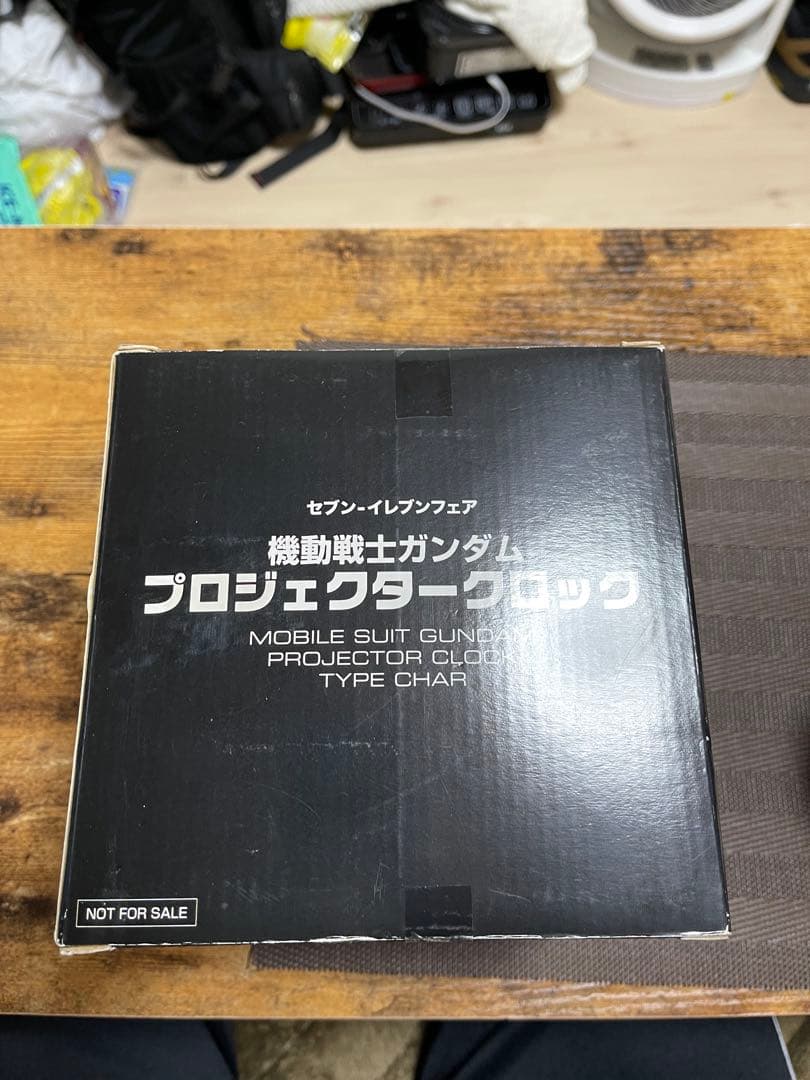 セブン-イレブンフェア
機動戦士ガンダム
プロジェクタークロック
MOBILE SUIT GUNDAM
PROJECTOR CLOCK
TYPE CHAR
NOT FOR SALE